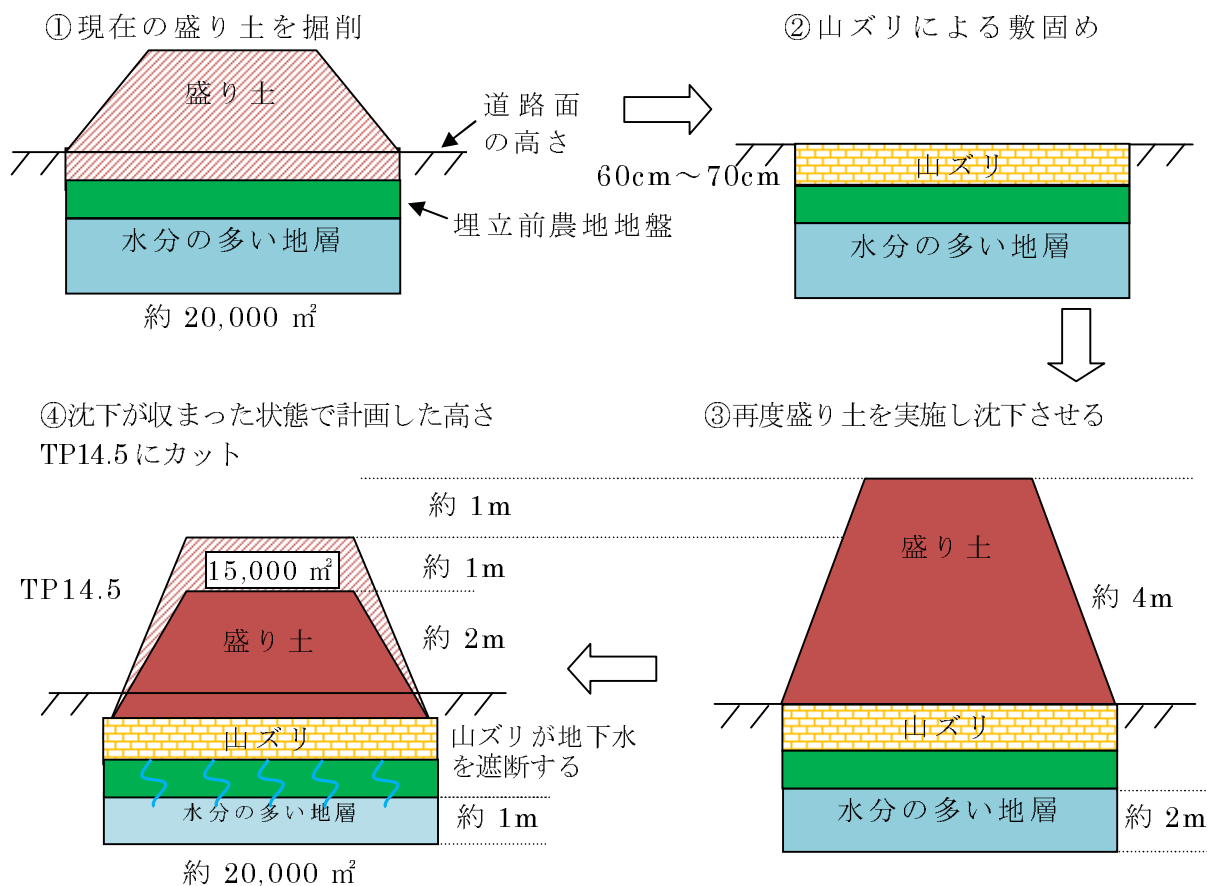 ①現在の盛り土を掘削
盛り土
道路面
の高さ
埋立前農地地盤
水分の多い地層
約 20,000 ㎡
②山ズリによる敷固め
60cm～70cm
山ズリ
水分の多い地層
③再度盛り土を実施し沈下させる
盛り土
約 4m
山ズリ
水分の多い地層
約 2m
④沈下が収まった状態で計画した高さ
TP14.5にカット
約 1m
15,000 ㎡
約 1m
TP14.5
盛り土
約 2m
山ズリ
山ズリが地下水
を遮断する
水分の多い地層
約 1m
約 20,000 ㎡